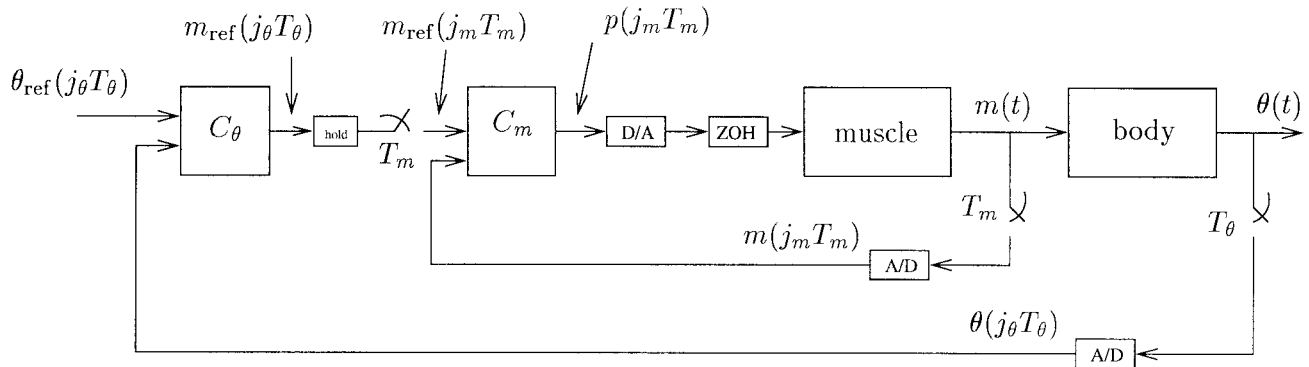 m_ref(j_θT_θ)
m_ref(j_mT_m)
p(j_mT_m)
θ_ref(j_θT_θ)
C_θ
hold
T_m
C_m
D/A
ZOH
muscle
m(t)
body
θ(t)
T_m
T_θ
m(j_mT_m)
A/D
θ(j_θT_θ)
A/D